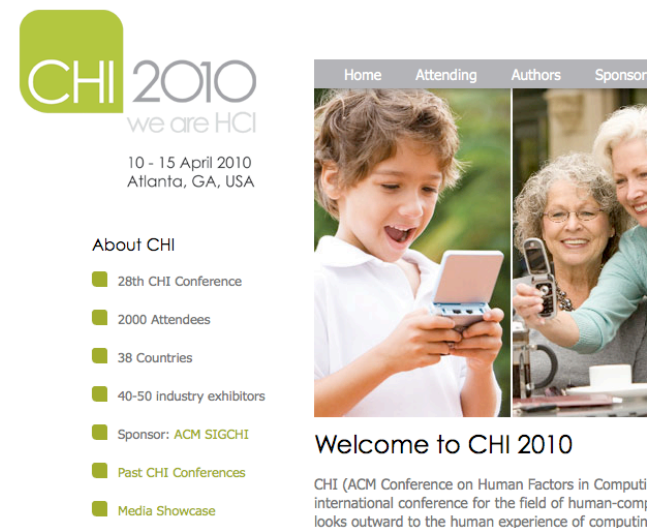 CHI 2010
we are HCI
10 - 15 April 2010
Atlanta, GA, USA
Home Attending Authors Sponsor
About CHI
28th CHI Conference
2000 Attendees
38 Countries
40-50 industry exhibitors
Sponsor: ACM SIGCHI
Past CHI Conferences
Media Showcase
Welcome to CHI 2010
CHI (ACM Conference on Human Factors in Computi
international conference for the field of human-comp
looks outward to the human experience of computin